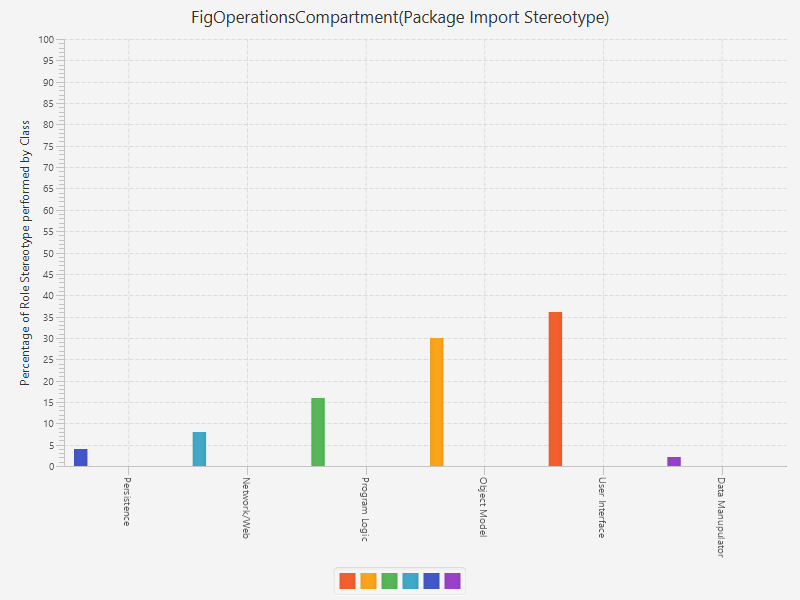 FigOperationsCompartment(Package Import Stereotype)
Percentage of Role Stereotype performed by Class
100
95
90
85
80
75
70
65
60
55
50
45
40
35
30
25
20
15
10
5
0
Persistence
Network/Web
Program Logic
Object Model
User Interface
Data Manupulator